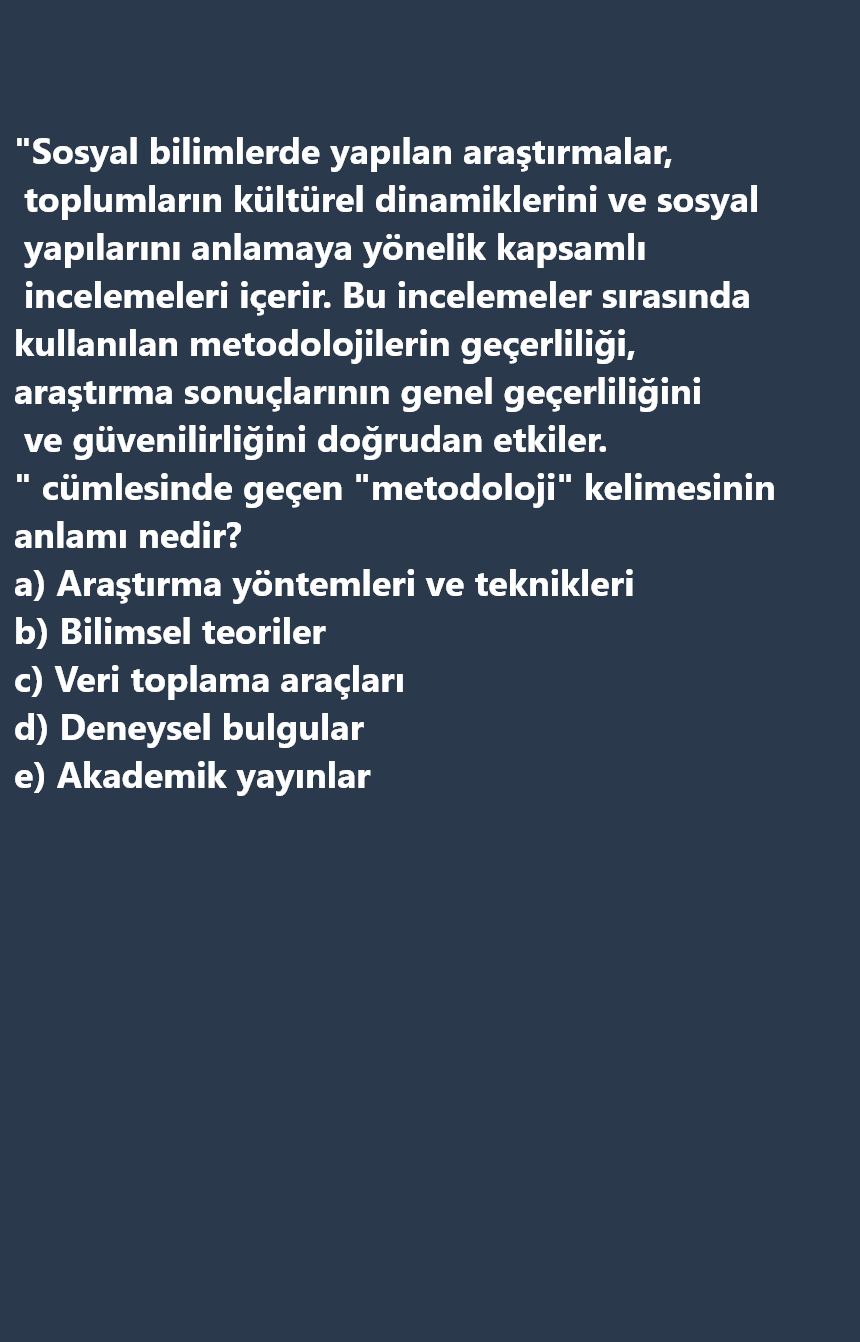 "Sosyal bilimlerde yapılan araştırmalar,
toplumların kültürel dinamiklerini ve sosyal
yapılarını anlamaya yönelik kapsamlı
incelemeleri içerir. Bu incelemeler sırasında
kullanılan metodolojilerin geçerliliği,
araştırma sonuçlarının genel geçerliliğini
ve güvenilirliğini doğrudan etkiler.
" cümlesinde geçen "metodoloji" kelimesinin
anlamı nedir?
a) Araştırma yöntemleri ve teknikleri
b) Bilimsel teoriler
c) Veri toplama araçları
d) Deneysel bulgular
e) Akademik yayınlar